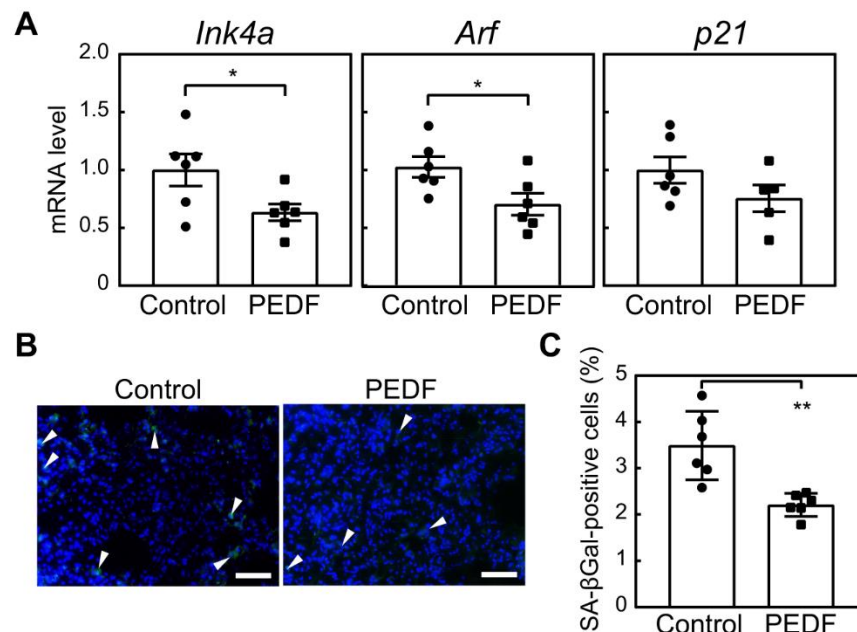 A
Ink4a
Arf
p21
mRNA level
2.0
1.5
1.0
0.5
0
*
*
Control PEDF
Control PEDF
Control PEDF
B
Control
PEDF
C
SA-βGal-positive cells (%)
5
4
3
2
1
0
**
Control PEDF